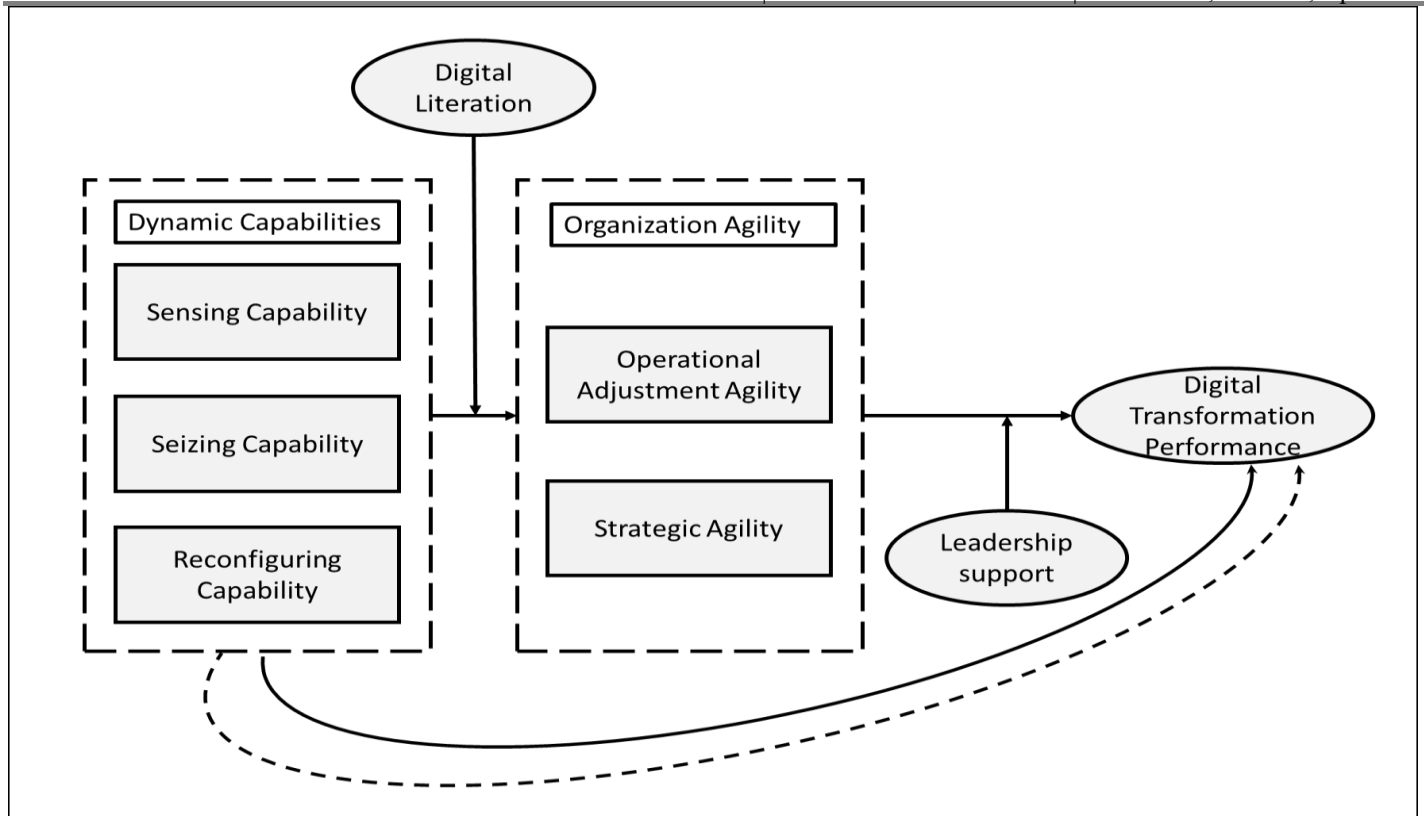 Digital
Literation
Dynamic Capabilities
Sensing Capability
Seizing Capability
Reconfiguring
Capability
Organization Agility
Operational
Adjustment Agility
Strategic Agility
Leadership
support
Digital
Transformation
Performance